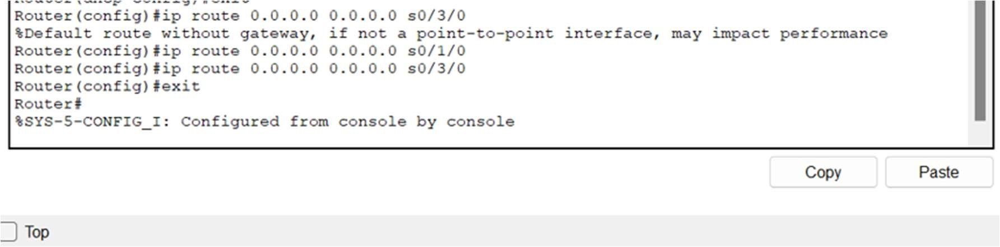 Router(config)#ip route 0.0.0.0 0.0.0.0 s0/3/0
%Default route without gateway, if not a point-to-point interface, may impact performance
Router(config)#ip route 0.0.0.0 0.0.0.0 s0/1/0
Router(config)#ip route 0.0.0.0 0.0.0.0 s0/3/0
Router(config)#exit
Router#
%SYS-5-CONFIG_I: Configured from console by console
Copy Paste
Top